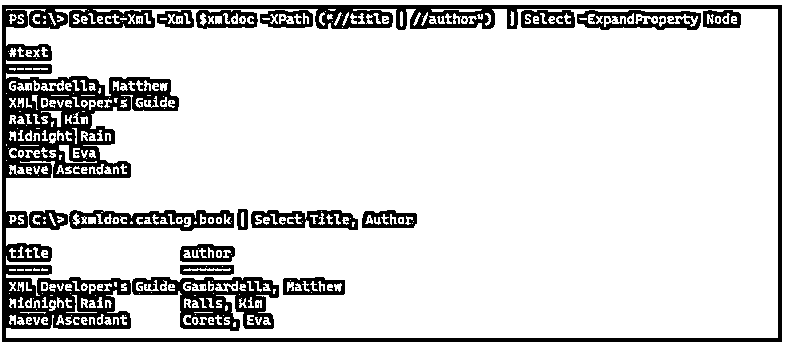 PS C:\> Select-Xml -Xml $xmldoc -XPath ("//title | //author")  | Select -ExpandProperty Node
#text
-----
Gambardella, Matthew
XML Developer's Guide
Ralls, Kim
Midnight Rain
Corets, Eva
Maeve Ascendant
PS C:\> $xmldoc.catalog.book | Select Title, Author
title                 author
-----                 ------
XML Developer's Guide Gambardella, Matthew
Midnight Rain         Ralls, Kim
Maeve Ascendant       Corets, Eva